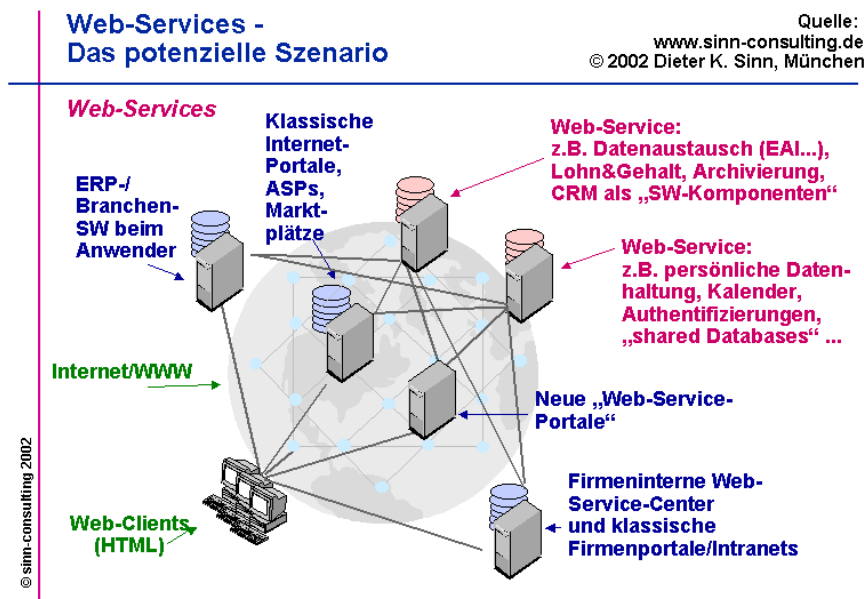 Web-Services -
Das potenzielle Szenario
Quelle:
www.sinn-consulting.de
© 2002 Dieter K. Sinn, München
Web-Services
Klassische
Internet-
Portale,
ASPs,
Markt-
plätze
Web-Service:
z.B. Datenaustausch (EAI...),
Lohn&Gehalt, Archivierung,
CRM als „SW-Komponenten“
ERP-/
Branchen-
SW beim
Anwender
Web-Service:
z.B. persönliche Daten-
haltung, Kalender,
Authentifizierungen,
„shared Databases“ ...
Internet/WWW
Neue „Web-Service-
Portale“
Firmeninterne Web-
Service-Center
und klassische
Firmenportale/Intranets
Web-Clients
(HTML)
© sinn-consulting 2002